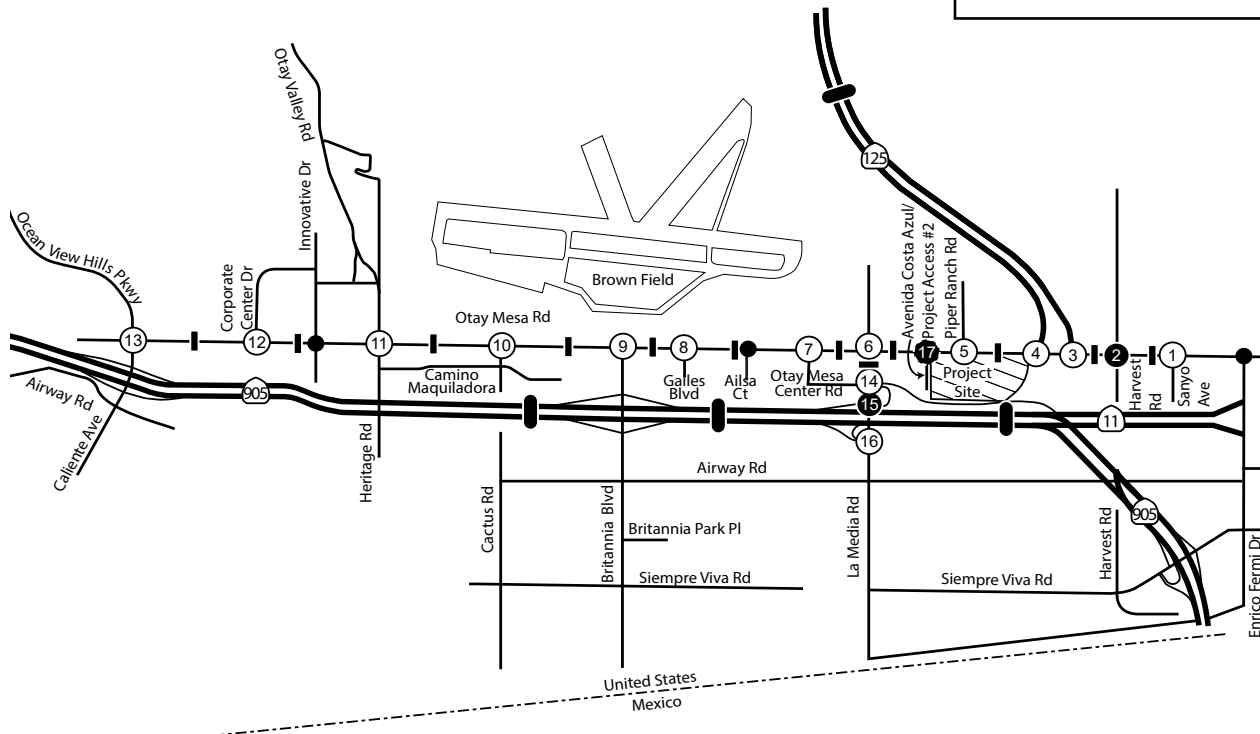 125
Otay Valley Rd
Innovative Dr
Ocean View Hills Pkwy
Corporate
Center Dr
Brown Field
Avenida Costa Azul/
Project Access #2
Piper Ranch Rd
Otay Mesa Rd
13
12
11
10
9
8
7
6
17
5
4
3
2
1
Camino
Maquiladora
Galles
Blvd
Ailsa
Ct
Otay Mesa
Center Rd
14
15
16
Project
Site
Harvest
Rd
Sanyo
Ave
905
11
Airway Rd
Caliente Ave
Heritage Rd
Airway Rd
Cactus Rd
Britannia Blvd
Britannia Park Pl
La Media Rd
905
Harvest Rd
Siempre Viva Rd
Siempre Viva Rd
Enrico Fermi Dr
United States
Mexico